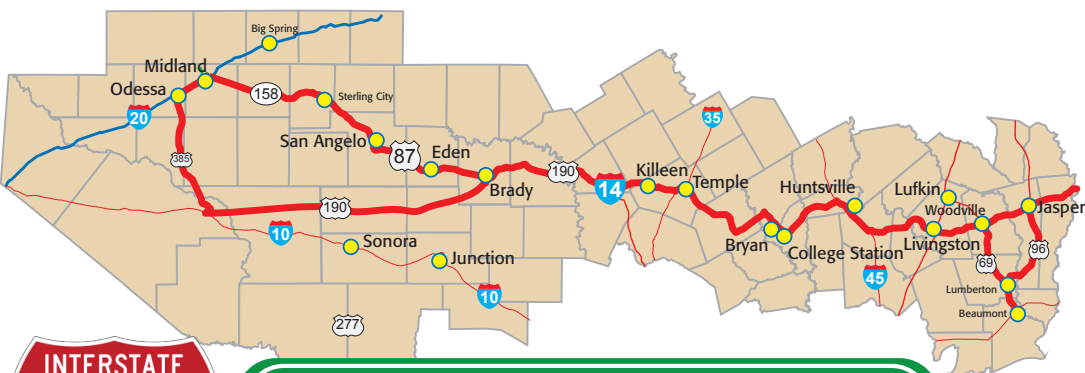 Big Spring
Midland
Odessa
158
Sterling City
20
35
San Angelo
87
Eden
385
Brady
190
14
Killeen
Temple
Huntsville
Lufkin
Woodville
Jasper
190
10
Sonora
Junction
Bryan
College Station
Livingston
69
96
45
10
Lumberton
Beaumont
277
INTERSTATE